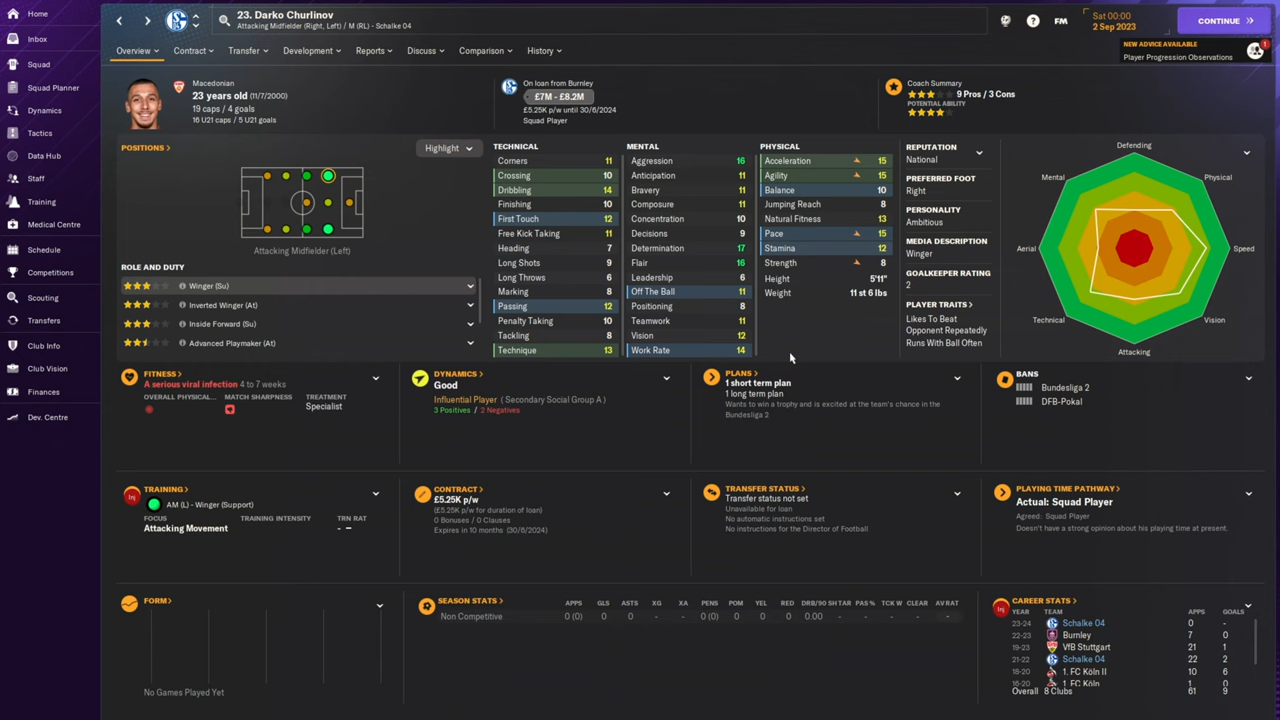 Home
Inbox
Squad
Squad Planner
Dynamics
Tactics
Data Hub
Staff
Training
Medical Centre
Schedule
Competitions
Scouting
Transfers
Club Info
Club Vision
Finances
Dev. Centre
23. Darko Churlinov
Attacking Midfielder (Right, Left) / M (RL) - Schalke 04
FM
Sat 00:00
2 Sep 2023
CONTINUE
Overview
Contract
Transfer
Development
Reports
Discuss
Comparison
History
NEW ADVICE AVAILABLE
Player Progression Observations
1
Macedonian
23 years old (11/7/2000)
19 caps / 4 goals
16 U21 caps / 5 U21 goals
On loan from Burnley
£7M - £8.2M
£5.25K p/w until 30/6/2024
Squad Player
Coach Summary
9 Pros / 3 Cons
POTENTIAL ABILITY
POSITIONS
Highlight
Attacking Midfielder (Left)
ROLE AND DUTY
Winger (Su)
Inverted Winger (At)
Inside Forward (Su)
Advanced Playmaker (At)
TECHNICAL
Corners 11
Crossing 10
Dribbling 14
Finishing 10
First Touch 12
Free Kick Taking 11
Heading 7
Long Shots 9
Long Throws 6
Marking 8
Passing 12
Penalty Taking 10
Tackling 8
Technique 13
MENTAL
Aggression 16
Anticipation 11
Bravery 11
Composure 11
Concentration 10
Decisions 9
Determination 17
Flair 16
Leadership 6
Off The Ball 11
Positioning 8
Teamwork 11
Vision 12
Work Rate 14
PHYSICAL
Acceleration 15
Agility 15
Balance 10
Jumping Reach 8
Natural Fitness 13
Pace 15
Stamina 12
Strength 8
Height 5'11"
Weight 11 st 6 lbs
REPUTATION
National
PREFERRED FOOT
Right
PERSONALITY
Ambitious
MEDIA DESCRIPTION
Winger
GOALKEEPER RATING
2
PLAYER TRAITS
Likes To Beat
Opponent Repeatedly
Runs With Ball Often
Defending
Physical
Speed
Vision
Attacking
Technical
Aerial
Mental
FITNESS
A serious viral infection 4 to 7 weeks
OVERALL PHYSICAL... MATCH SHARPNESS TREATMENT
Specialist
DYNAMICS
Good
Influential Player ( Secondary Social Group A )
3 Positives / 2 Negatives
PLANS
1 short term plan
1 long term plan
Wants to win a trophy and is excited at the team's chance in the
Bundesliga 2
BANS
Bundesliga 2
DFB-Pokal
Inj
TRAINING
AM (L) - Winger (Support)
FOCUS TRAINING INTENSITY TRN RAT
Attacking Movement - -
CONTRACT
£5.25K p/w
(£5.25K p/w for duration of loan)
0 Bonuses / 0 Clauses
Expires in 10 months (30/6/2024)
TRANSFER STATUS
Transfer status not set
Unavailable for loan
No automatic instructions set
No instructions for the Director of Football
PLAYING TIME PATHWAY
Actual: Squad Player
Agreed: Squad Player
Doesn't have a strong opinion about his playing time at present.
FORM
No Games Played Yet
SEASON STATS APPS GLS ASTS XG XA PENS POM YEL RED DRB/90 SH TAR PAS % TCK W CLEAR AV RAT
Non Competitive 0 (0) 0 0 - - 0 (0) 0 0 0 0.00 - - - - -
Inj
CAREER STATS
YEAR TEAM APPS GOALS
23-24 Schalke 04 0 -
22-23 Burnley 7 0
19-23 VfB Stuttgart 21 1
21-22 Schalke 04 22 2
18-20 1. FC Köln II 10 6
16-20 1. FC Köln 1 0
Overall 8 Clubs 61 9